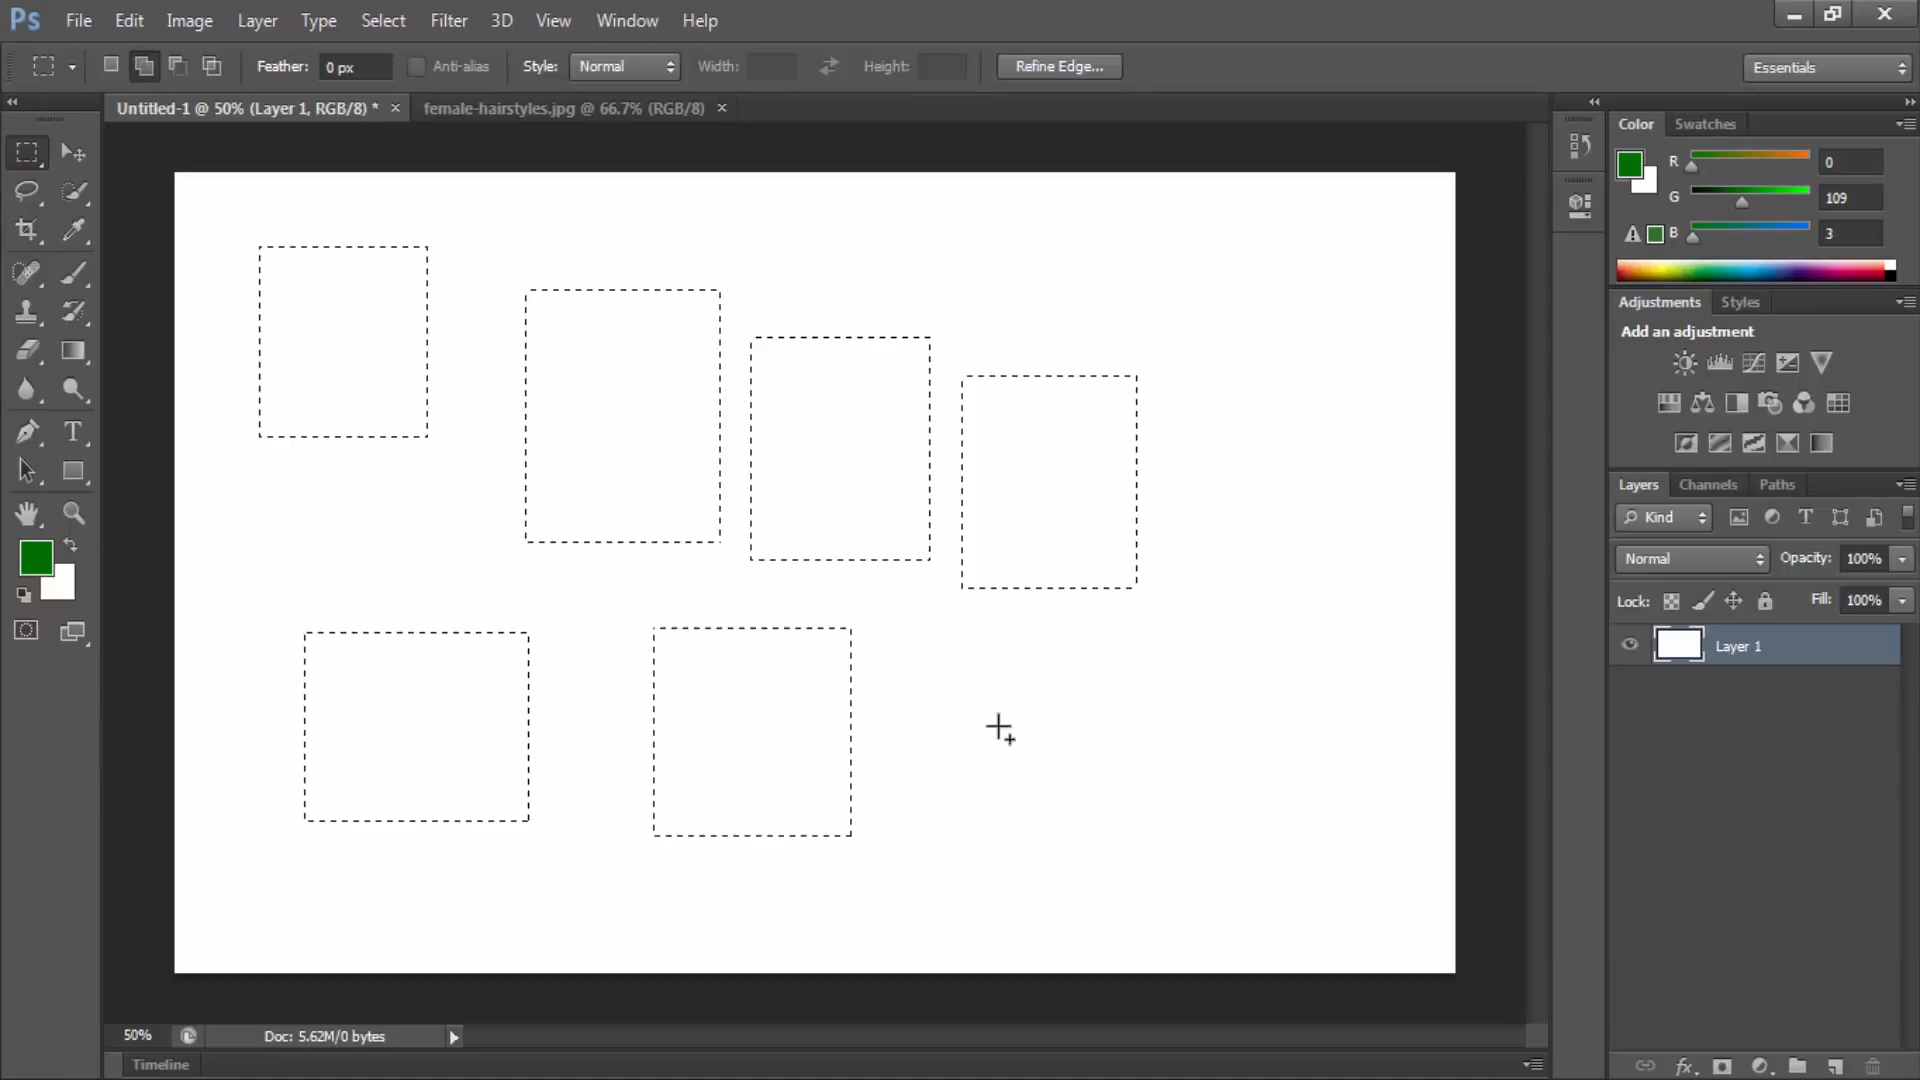 Ps File Edit Image Layer Type Select Filter 3D View Window Help
Feather: 0 px Anti-alias Style: Normal Width: Height: Refine Edge... Essentials
Untitled-1 @ 50% (Layer 1, RGB/8) * × female-hairstyles.jpg @ 66.7% (RGB/8) ×
Color Swatches
R 0
G 109
B 3
Adjustments Styles
Add an adjustment
Layers Channels Paths
Kind
Normal Opacity: 100%
Lock: Fill: 100%
Layer 1
50% Doc: 5.62M/0 bytes
Timeline